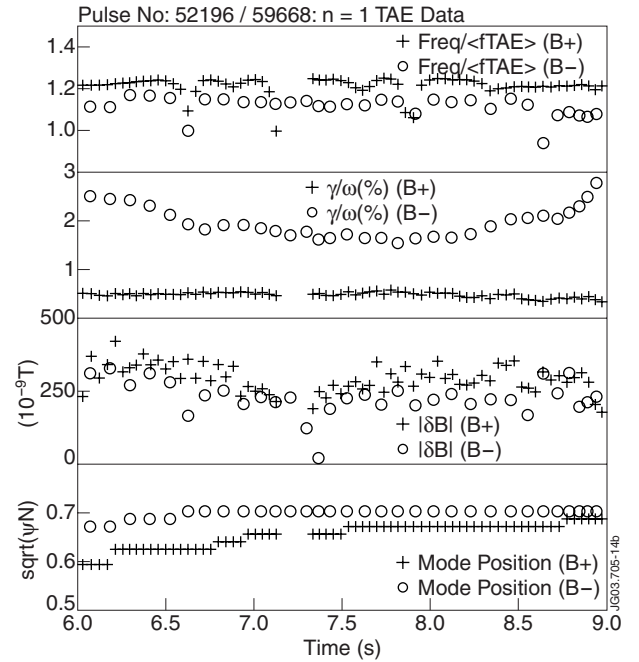 Pulse No: 52196 / 59668: n = 1 TAE Data
1.4
+ Freq/<fTAE> (B+)
○ Freq/<fTAE> (B−)
1.2
1.0
3
+ γ/ω(%) (B+)
○ γ/ω(%) (B−)
2
1
500
(10⁻⁹T)
250
+ |δB| (B+)
○ |δB| (B−)
0
0.7
sqrt(ψN)
0.6
+ Mode Position (B+)
○ Mode Position (B−)
0.5
6.0 6.5 7.0 7.5 8.0 8.5 9.0
Time (s)
JG03.705-14b